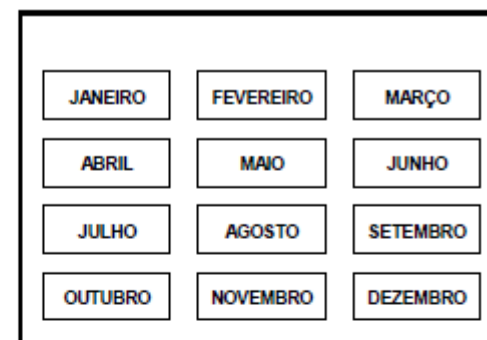 JANEIRO FEVEREIRO MARÇO
ABRIL MAIO JUNHO
JULHO AGOSTO SETEMBRO
OUTUBRO NOVEMBRO DEZEMBRO